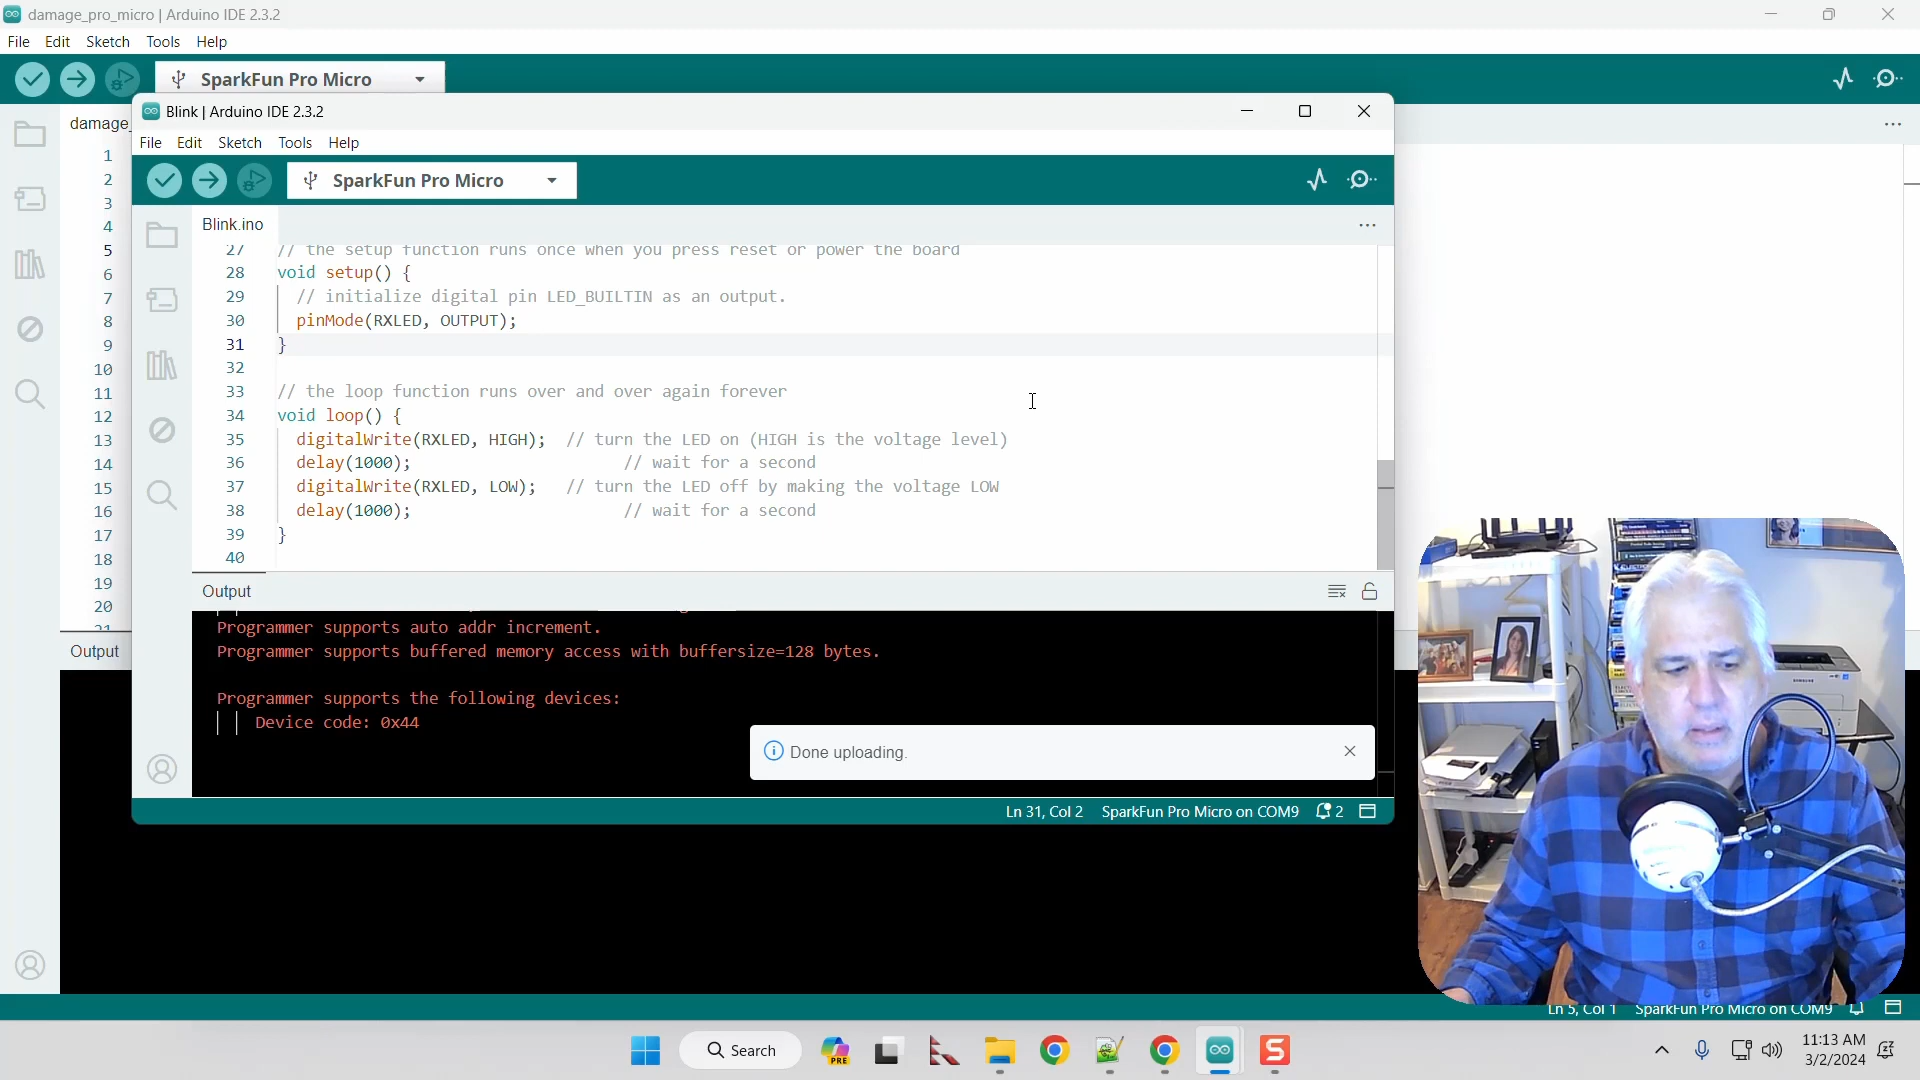 damage_pro_micro | Arduino IDE 2.3.2
File Edit Sketch Tools Help
SparkFun Pro Micro
damage_
1
2
3
4
5
6
7
8
9
10
11
12
13
14
15
16
17
18
19
20
21
Output
Blink | Arduino IDE 2.3.2
File Edit Sketch Tools Help
SparkFun Pro Micro
Blink.ino
27 // the setup function runs once when you press reset or power the board
28 void setup() {
29 // initialize digital pin LED_BUILTIN as an output.
30 pinMode(RXLED, OUTPUT);
31 }
32
33 // the loop function runs over and over again forever
34 void loop() {
35 digitalWrite(RXLED, HIGH); // turn the LED on (HIGH is the voltage level)
36 delay(1000); // wait for a second
37 digitalWrite(RXLED, LOW); // turn the LED off by making the voltage LOW
38 delay(1000); // wait for a second
39 }
40
Output
Programmer supports auto addr increment.
Programmer supports buffered memory access with buffersize=128 bytes.
Programmer supports the following devices:
Device code: 0x44
Done uploading.
Ln 31, Col 2 SparkFun Pro Micro on COM9 2
Ln 5, Col 1 SparkFun Pro Micro on COM9
Search
PRE
11:13 AM
3/2/2024